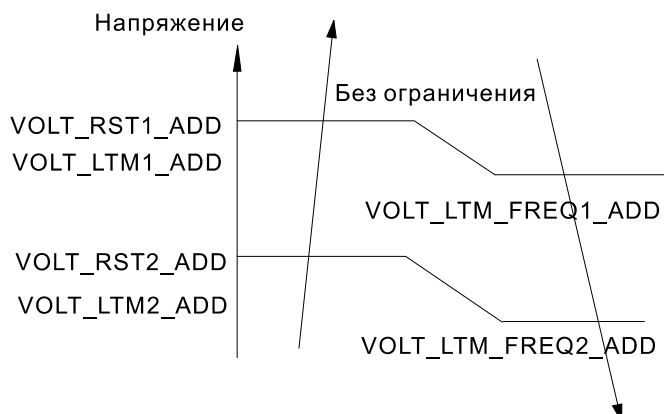 Напряжение
Без ограничения
VOLT_RST1_ADD
VOLT_LTM1_ADD
VOLT_LTM_FREQ1_ADD
VOLT_RST2_ADD
VOLT_LTM2_ADD
VOLT_LTM_FREQ2_ADD